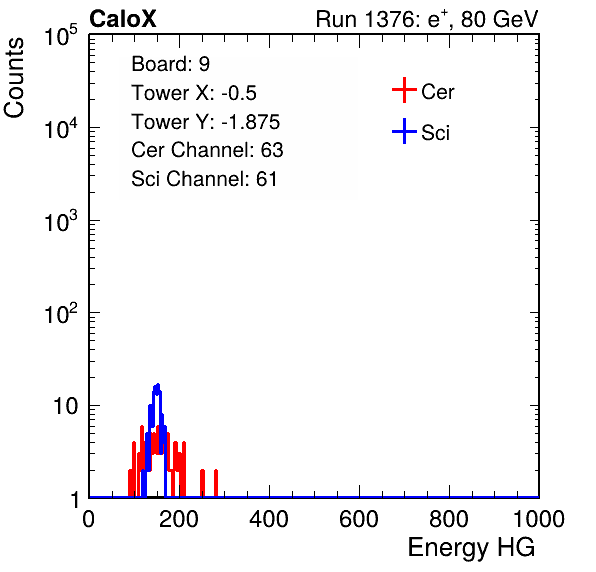 CaloX Run 1376: e⁺, 80 GeV
Counts
10⁵
10⁴
10³
10²
10
1
Board: 9
Tower X: -0.5
Tower Y: -1.875
Cer Channel: 63
Sci Channel: 61
Cer
Sci
0 200 400 600 800 1000
Energy HG